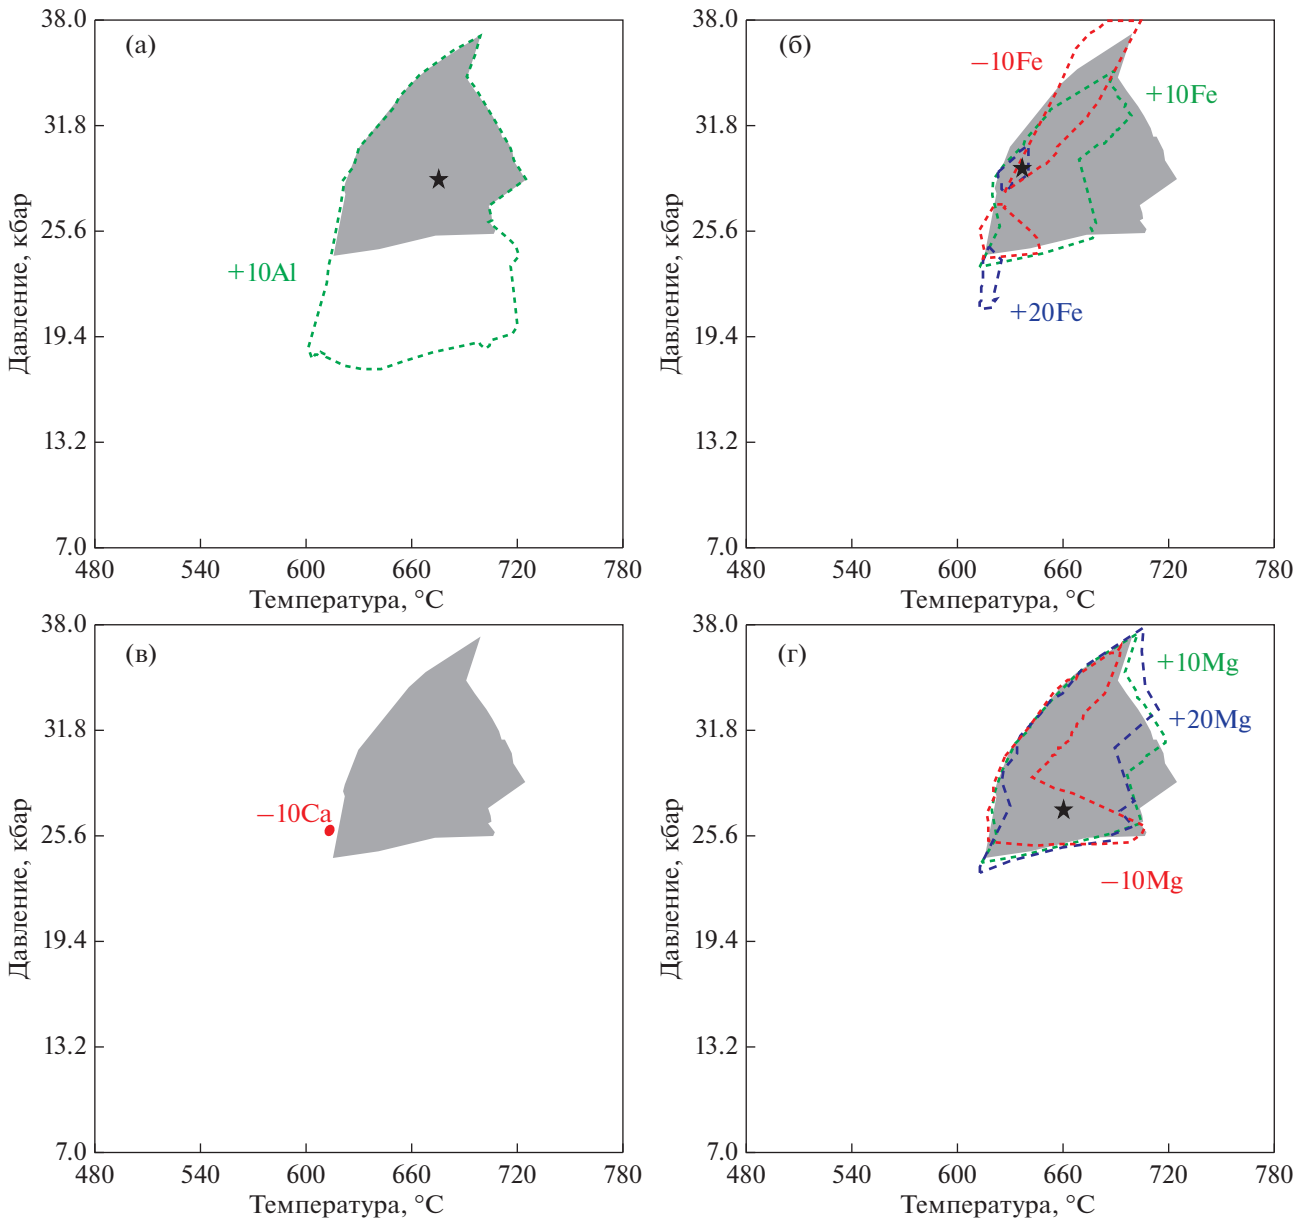 (а)
38.0
31.8
25.6
19.4
13.2
7.0
480 540 600 660 720 780
Температура, °C
Давление, кбар
+10Al
(б)
38.0
31.8
25.6
19.4
13.2
7.0
480 540 600 660 720 780
Температура, °C
Давление, кбар
−10Fe
+10Fe
+20Fe
(в)
38.0
31.8
25.6
19.4
13.2
7.0
480 540 600 660 720 780
Температура, °C
Давление, кбар
−10Ca
(г)
38.0
31.8
25.6
19.4
13.2
7.0
480 540 600 660 720 780
Температура, °C
Давление, кбар
+10Mg
+20Mg
−10Mg